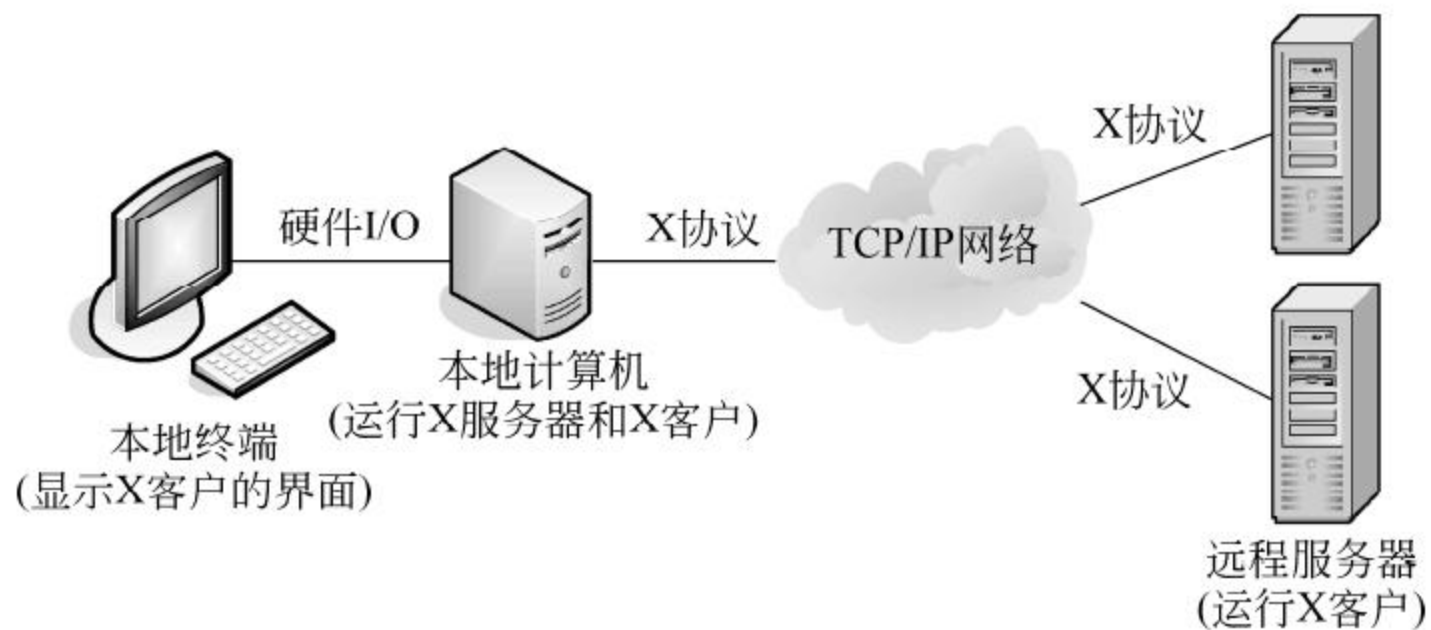 X协议
硬件I/O
X协议
TCP/IP网络
本地计算机
(运行X服务器和X客户)
X协议
本地终端
(显示X客户的界面)
远程服务器
(运行X客户)